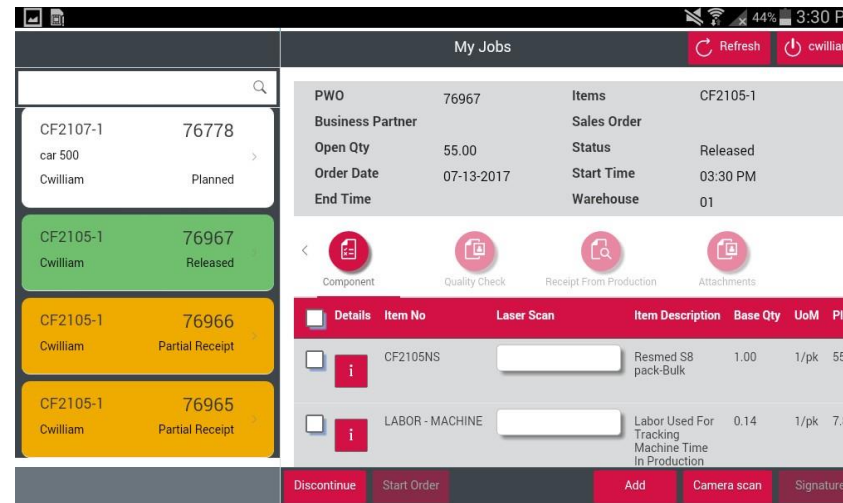 44% 3:30 P
My Jobs
Refresh
cwilliar
CF2107-1 76778
car 500
Cwilliam Planned
CF2105-1 76967
Cwilliam Released
CF2105-1 76966
Cwilliam Partial Receipt
CF2105-1 76965
Cwilliam Partial Receipt
PWO 76967 Items CF2105-1
Business Partner Sales Order
Open Qty 55.00 Status Released
Order Date 07-13-2017 Start Time 03:30 PM
End Time Warehouse 01
Component Quality Check Receipt From Production Attachments
Details Item No Laser Scan Item Description Base Qty UoM Pl
i CF2105NS Resmed S8 1.00 1/pk 55
pack-Bulk
i LABOR - MACHINE Labor Used For 0.14 1/pk 7.
Tracking
Machine Time
In Production
Discontinue Start Order Add Camera scan Signature